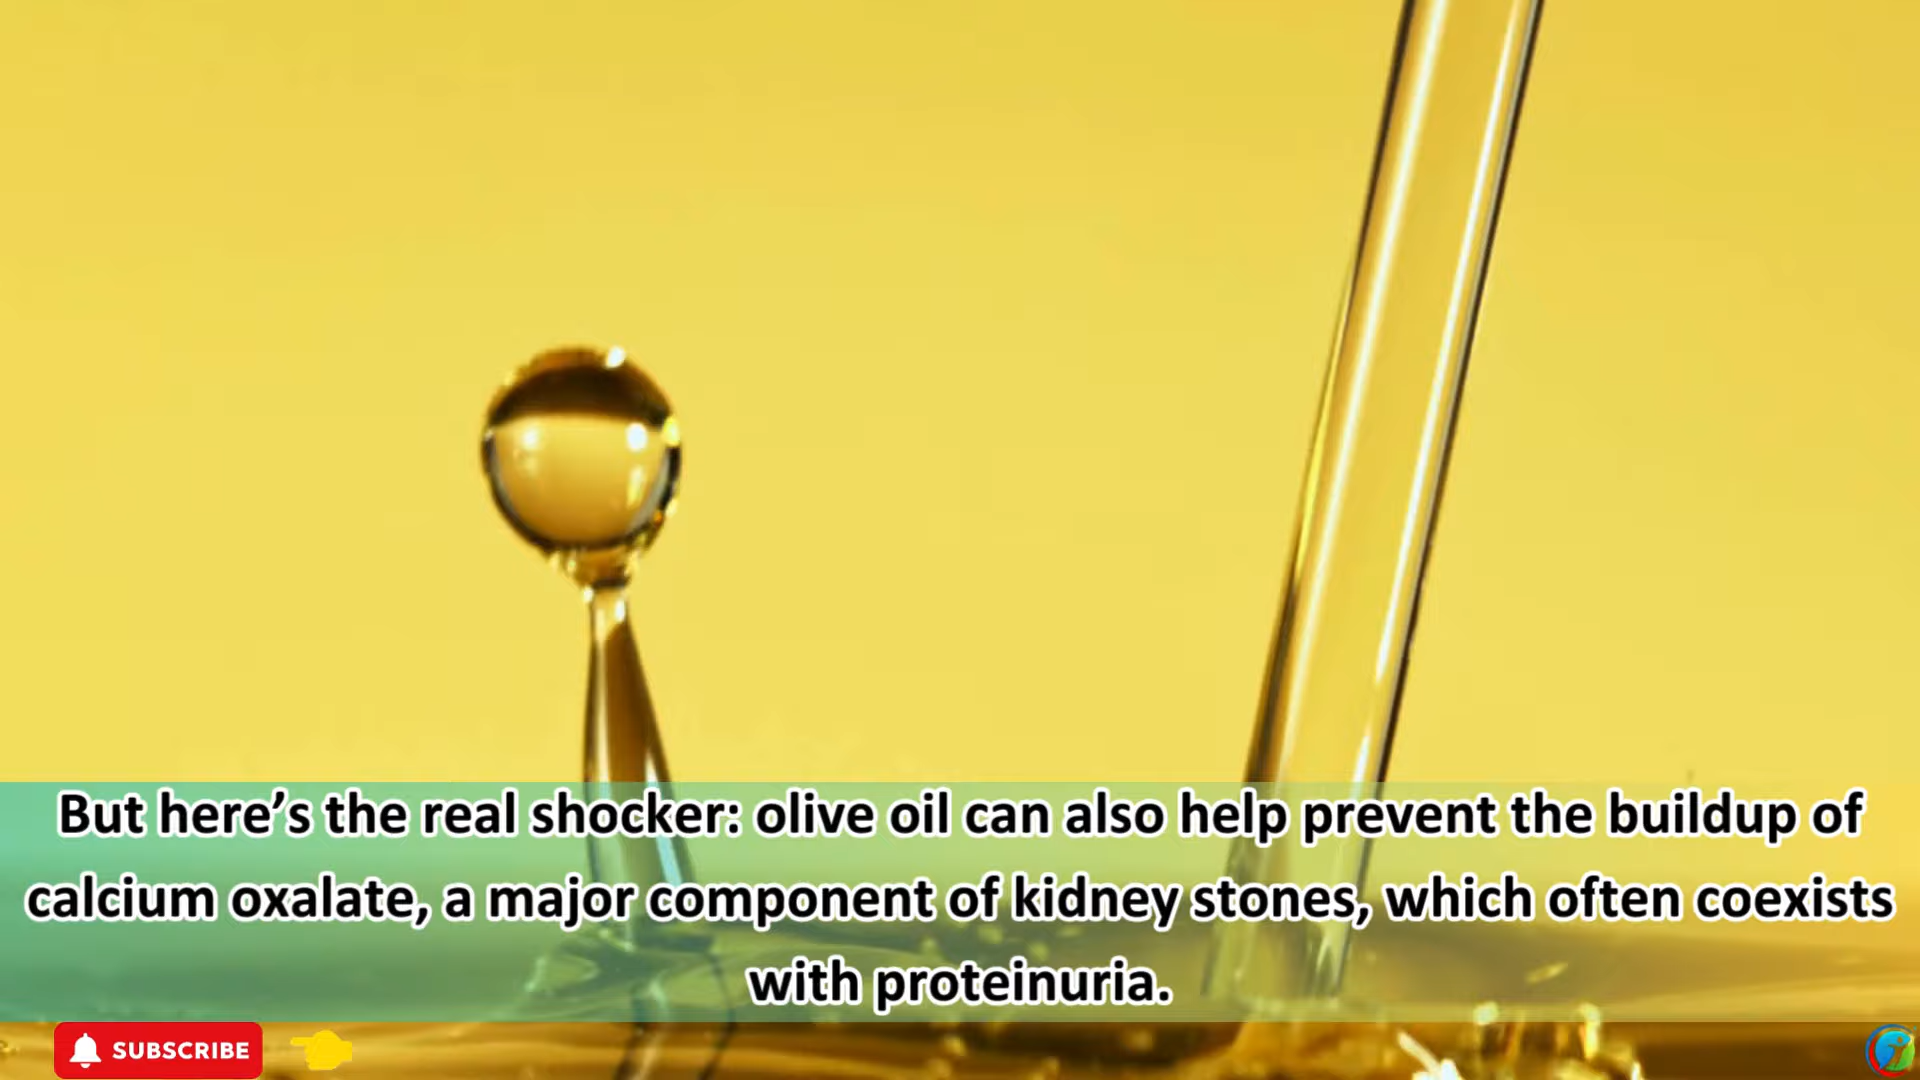 But here’s the real shocker: olive oil can also help prevent the buildup of
calcium oxalate, a major component of kidney stones, which often coexists
with proteinuria.
SUBSCRIBE